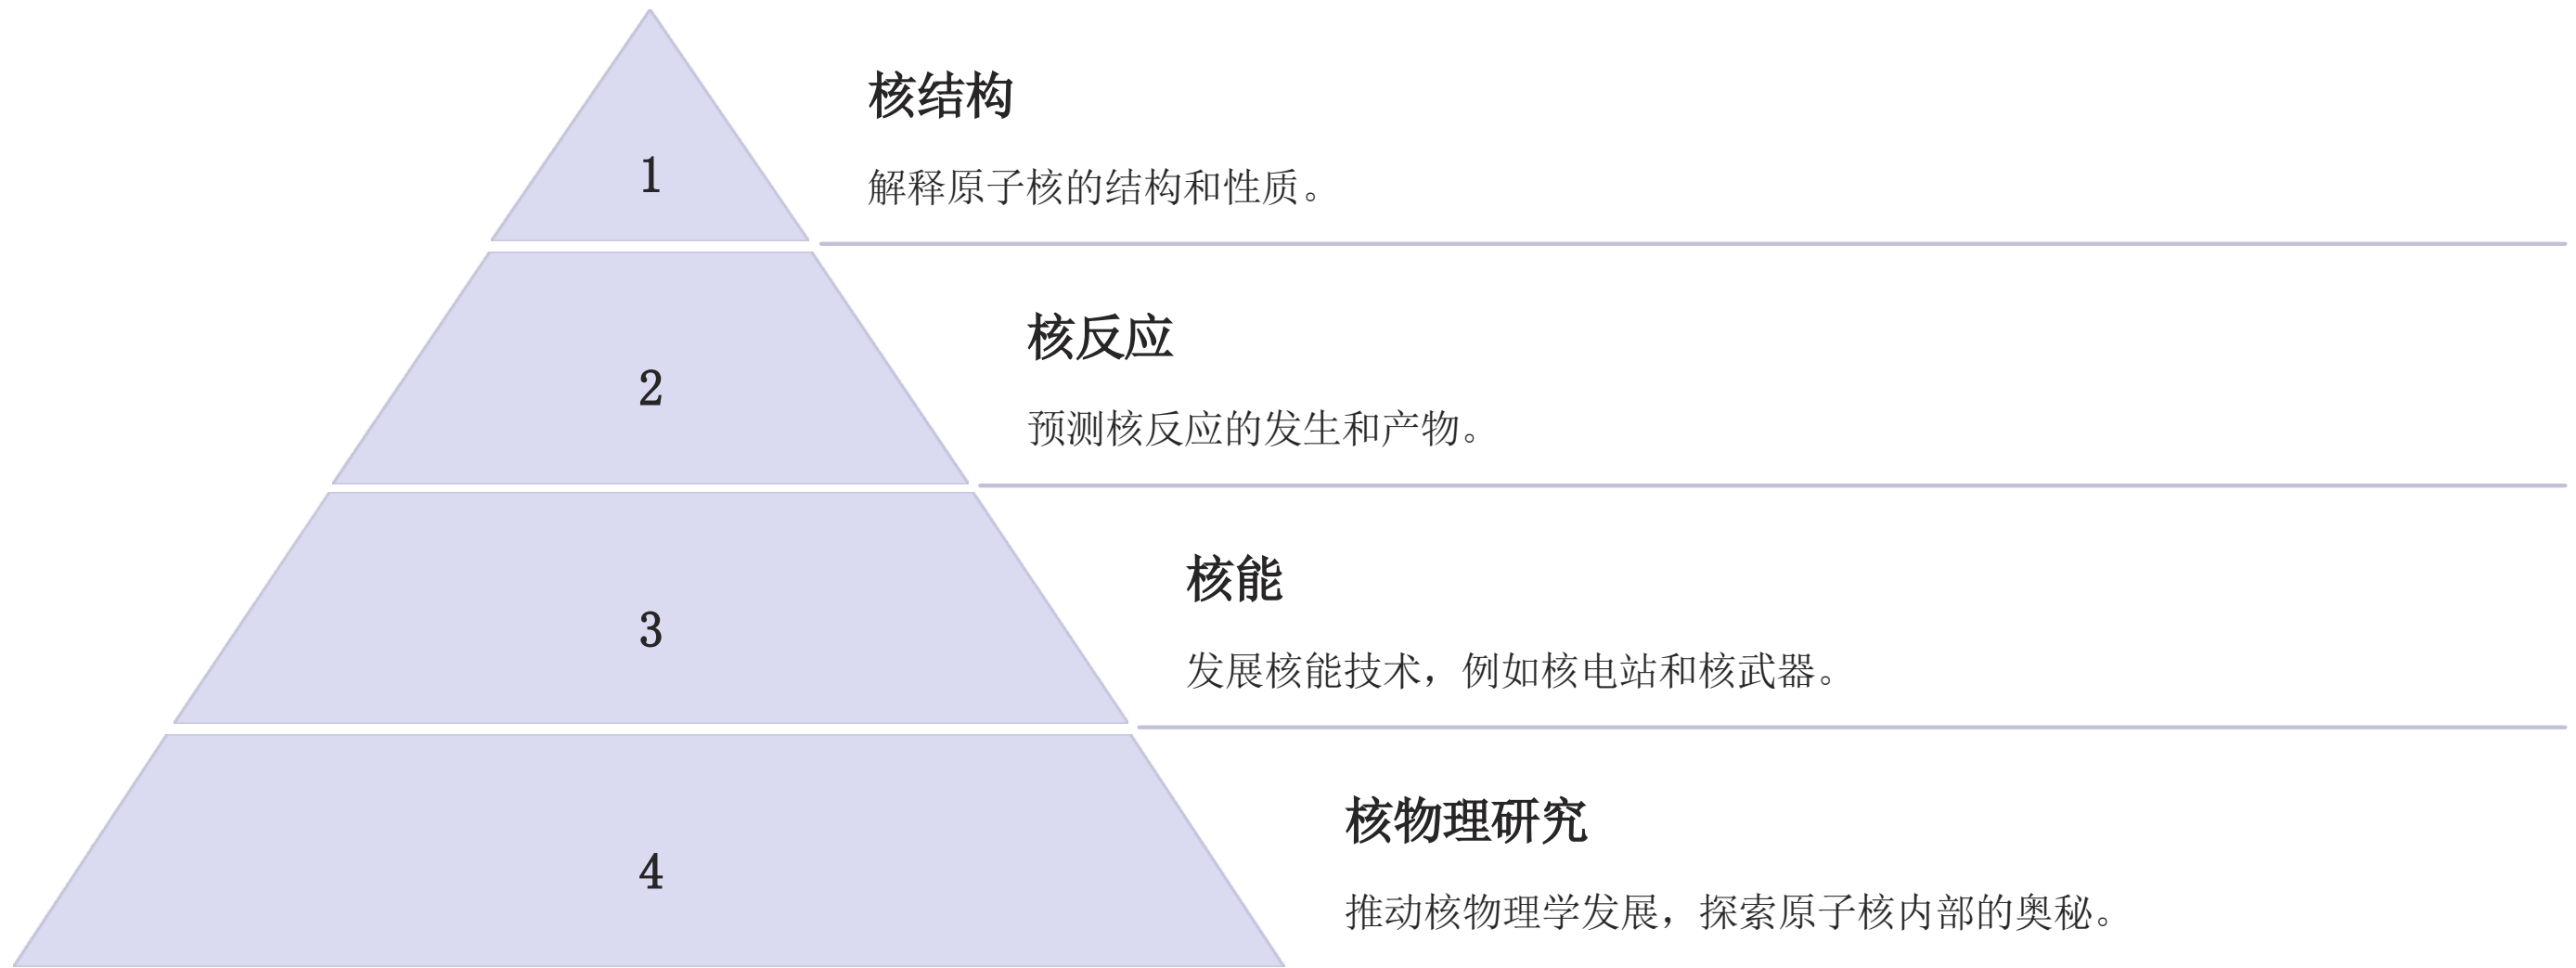 1
核结构
解释原子核的结构和性质。
2
核反应
预测核反应的发生和产物。
3
核能
发展核能技术，例如核电站和核武器。
4
核物理研究
推动核物理学发展，探索原子核内部的奥秘。